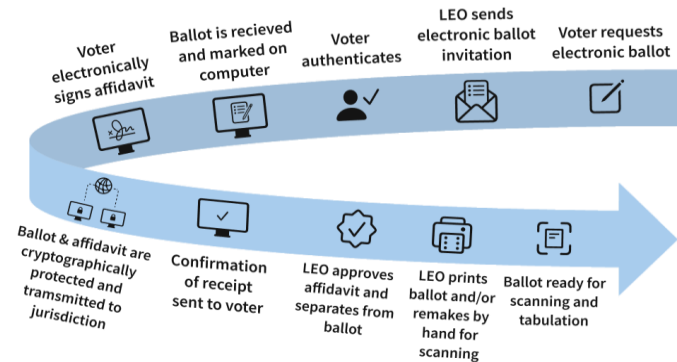 Voter
electronically
signs affidavit
Ballot is recieved
and marked on
computer
Voter
authenticates
LEO sends
electronic ballot
invitation
Voter requests
electronic ballot
Ballot & affidavit are
cryptographically
protected and
tramsmitted to
jurisdiction
Confirmation
of receipt
sent to voter
LEO approves
affidavit and
separates from
ballot
LEO prints
ballot and/or
remakes by
hand for
scanning
Ballot ready for
scanning and
tabulation